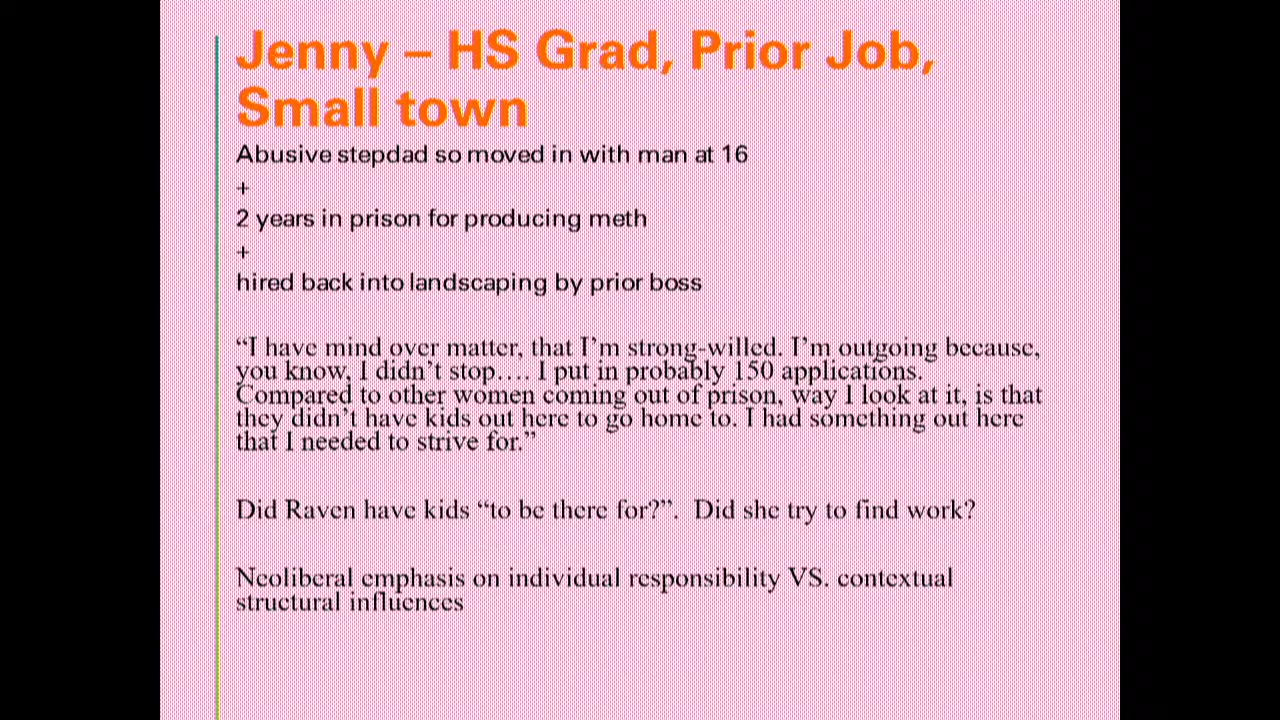 Jenny – HS Grad, Prior Job,
Small town
Abusive stepdad so moved in with man at 16
+
2 years in prison for producing meth
+
hired back into landscaping by prior boss
“I have mind over matter, that I’m strong-willed. I’m outgoing because,
you know, I didn’t stop…. I put in probably 150 applications.
Compared to other women coming out of prison, way I look at it, is that
they didn’t have kids out here to go home to. I had something out here
that I needed to strive for.”
Did Raven have kids “to be there for?”.  Did she try to find work?
Neoliberal emphasis on individual responsibility VS. contextual
structural influences